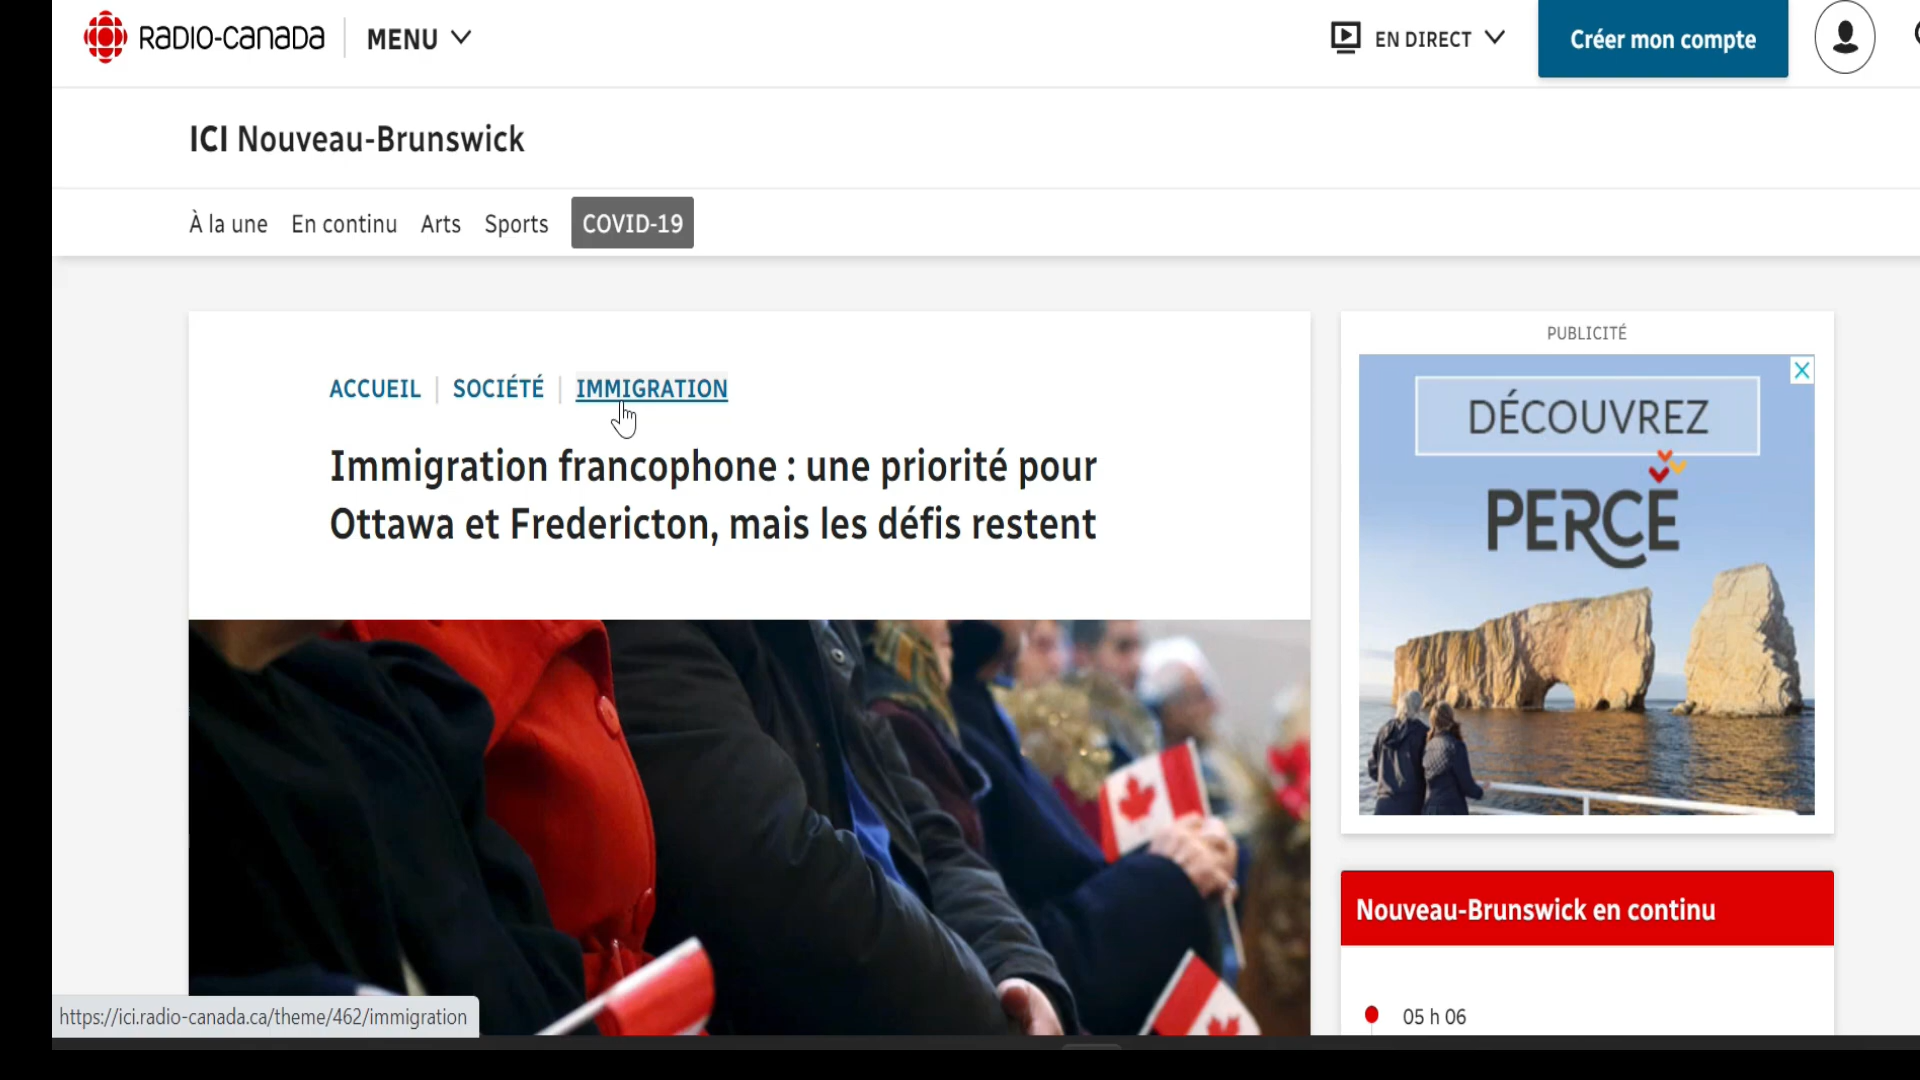 RADIO-CANADA
MENU
EN DIRECT
Créer mon compte
ICI Nouveau-Brunswick
À la une
En continu
Arts
Sports
COVID-19
ACCUEIL
SOCIÉTÉ
IMMIGRATION
Immigration francophone : une priorité pour
Ottawa et Fredericton, mais les défis restent
PUBLICITÉ
DÉCOUVREZ
PERCÉ
Nouveau-Brunswick en continu
05 h 06
https://ici.radio-canada.ca/theme/462/immigration